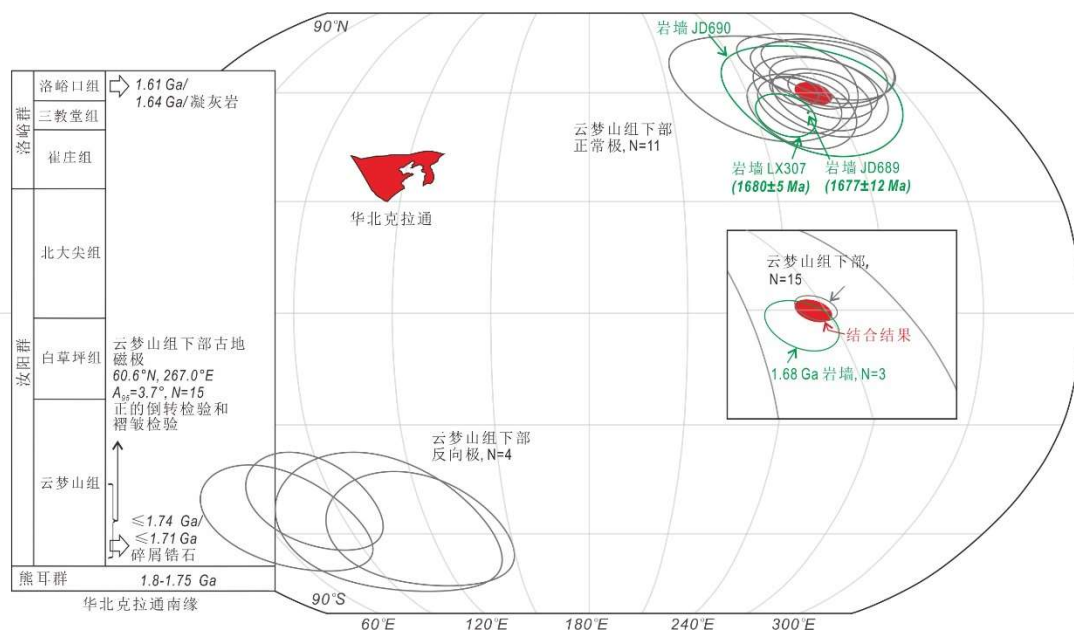 90°N
岩墙 JD690
洛峪群
洛峪口组
1.61 Ga/
1.64 Ga/凝灰岩
三教堂组
崔庄组
云梦山组下部
正常极, N=11
岩墙 LX307
(1680±5 Ma)
岩墙 JD689
(1677±12 Ma)
华北克拉通
汝阳群
北大尖组
白草坪组
云梦山组
云梦山组下部古地
磁极
60.6°N, 267.0°E
A95=3.7°, N=15
正的倒转检验和
褶皱检验
云梦山组下部,
N=15
结合结果
1.68 Ga 岩墙, N=3
云梦山组下部
反向极, N=4
≤1.74 Ga/
≤1.71 Ga
碎屑锆石
熊耳群
1.8-1.75 Ga
华北克拉通南缘
90°S
60°E
120°E
180°E
240°E
300°E